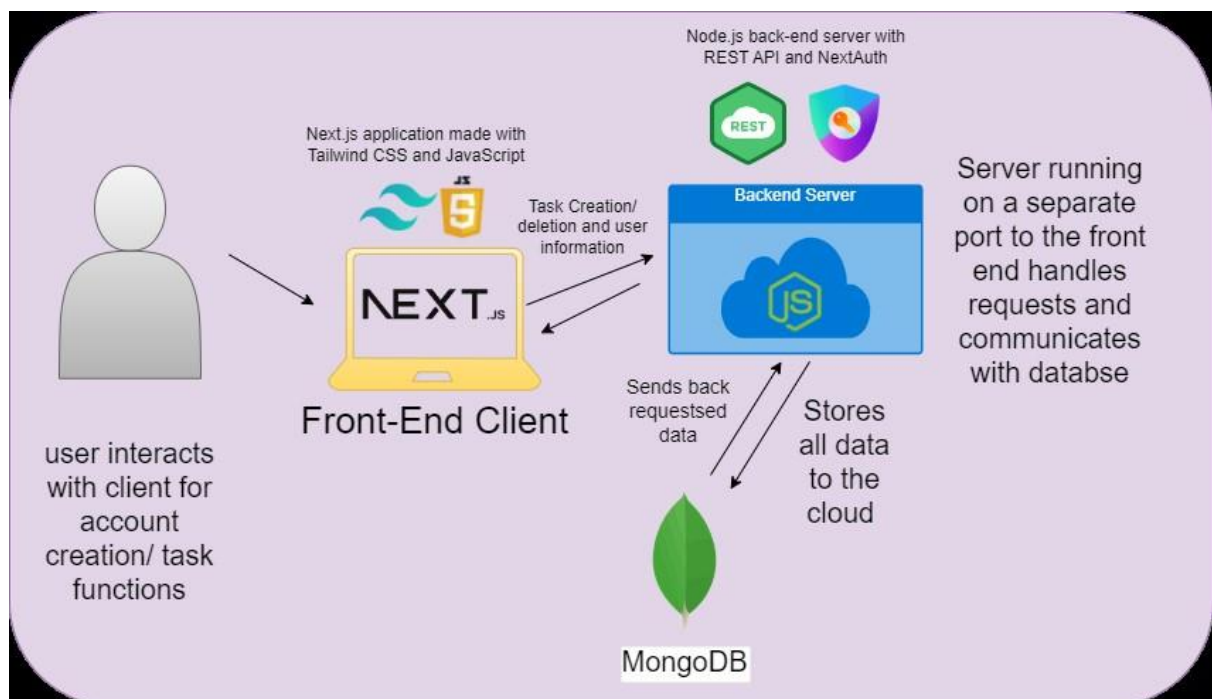 Node.js back-end server with
REST API and NextAuth
REST
Next.js application made with
Tailwind CSS and JavaScript
JS
5
Task Creation/
deletion and user
information
Backend Server
JS
Server running
on a separate
port to the front
end handles
requests and
communicates
with databse
NEXT.JS
Front-End Client
Sends back
requestsed
data
Stores
all data
to the
cloud
user interacts
with client for
account
creation/ task
functions
MongoDB